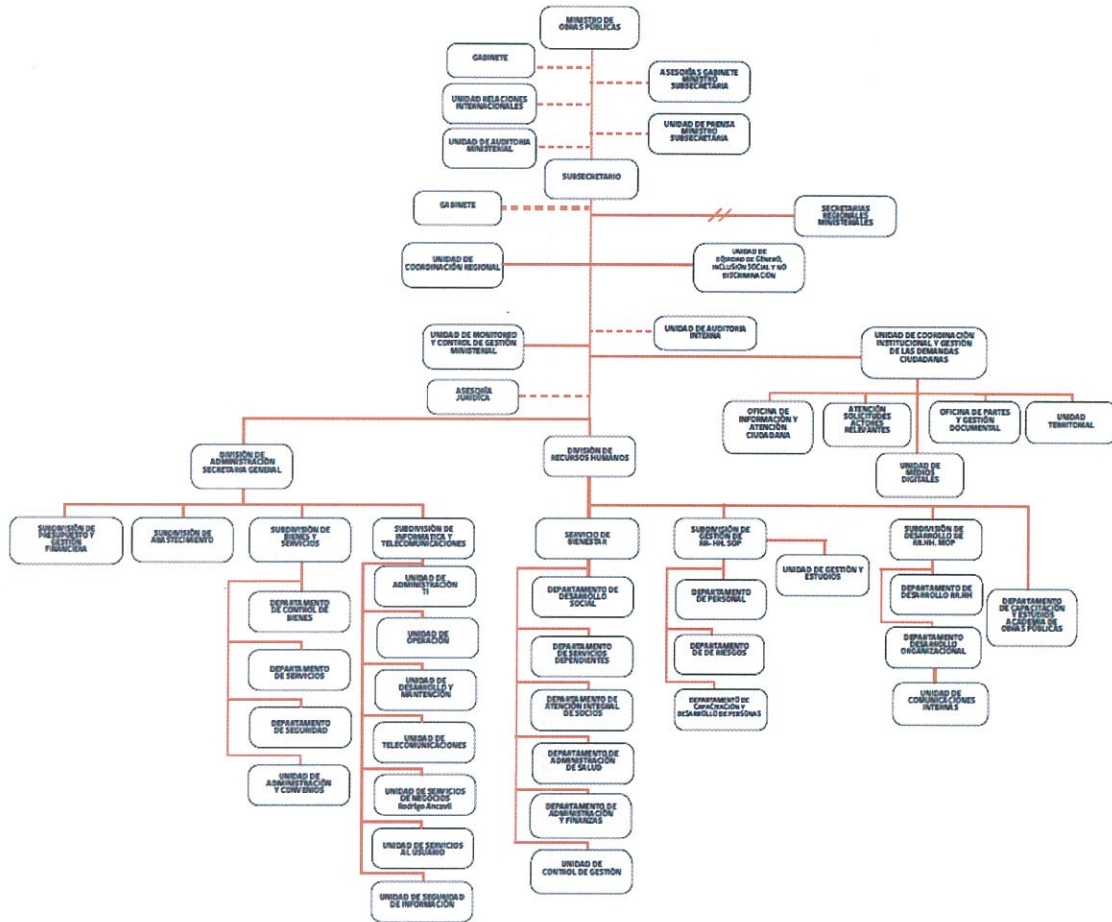 MINISTRO DE
OBRAS PÚBLICAS
GABINETE
ASESORÍAS GABINETE
MINISTRO
SUBSECRETARIA
UNIDAD RELACIONES
INTERNACIONALES
UNIDAD DE PRENSA
MINISTRO
SUBSECRETARIA
UNIDAD DE AUDITORIA
MINISTERIAL
SUBSECRETARIO
GABINETE
SECRETARIAS
REGIONALES
MINISTERIALES
UNIDAD DE
COORDINACIÓN REGIONAL
UNIDAD DE
EQUIDAD DE GÉNERO,
INCLUSIÓN SOCIAL Y NO
DISCRIMINACIÓN
UNIDAD DE MONITOREO
Y CONTROL DE GESTIÓN
MINISTERIAL
UNIDAD DE AUDITORIA
INTERNA
UNIDAD DE COORDINACIÓN
INSTITUCIONAL Y GESTIÓN
DE LAS DEMANDAS
CIUDADANAS
ASESORÍA
JURÍDICA
OFICINA DE
INFORMACIÓN Y
ATENCIÓN
CIUDADANA
ATENCIÓN
SOLICITUDES
ACTORES
RELEVANTES
OFICINA DE PARTES
Y GESTIÓN
DOCUMENTAL
UNIDAD
TERRITORIAL
UNIDAD DE
MEDIOS
DIGITALES
DIVISIÓN DE
ADMINISTRACIÓN
SECRETARIA GENERAL
DIVISIÓN DE
RECURSOS HUMANOS
SUBDIVISIÓN DE
PRESUPUESTO Y
GESTIÓN
FINANCIERA
SUBDIVISIÓN DE
ABASTECIMIENTO
SUBDIVISIÓN DE
BIENES Y
SERVICIOS
SUBDIVISIÓN DE
INFORMATICA Y
TELECOMUNICACIONES
SERVICIO DE
BIENESTAR
SUBDIVISIÓN DE
GESTIÓN DE
RR- HH. SOP
SUBDIVISIÓN DE
DESARROLLO DE
RR.HH. MOP
UNIDAD DE GESTIÓN Y
ESTUDIOS
DEPARTAMENTO
DE CAPACITACIÓN
Y ESTUDIOS
ACADEMIA DE
OBRAS PÚBLICAS
DEPARTAMENTO
DE CONTROL DE
BIENES
DEPARTAMENTO
DE SERVICIOS
DEPARTAMENTO
DE SEGURIDAD
UNIDAD DE
ADMINISTRACIÓN
Y CONVENIOS
UNIDAD DE
ADMINISTRACIÓN
TI
UNIDAD DE
OPERACIÓN
UNIDAD DE
DESARROLLO Y
MANTENCIÓN
UNIDAD DE
TELECOMUNICACIONES
UNIDAD DE SERVICIOS
DE NEGOCIOS
Rodrigo Ancavil
UNIDAD DE SERVICIOS
AL USUARIO
UNIDAD DE SEGURIDAD
DE INFORMACIÓN
DEPARTAMENTO DE
DESARROLLO
SOCIAL
DEPARTAMENTO
DE SERVICIOS
DEPENDIENTES
DEPARTAMENTO DE
ATENCIÓN INTEGRAL
DE SOCIOS
DEPARTAMENTO DE
ADMINISTRACIÓN
DE SALUD
DEPARTAMENTO DE
ADMINISTRACIÓN
Y FINANZAS
UNIDAD DE
CONTROL DE GESTIÓN
DEPARTAMENTO
DE PERSONAL
DEPARTAMENTO
DE DE RIESGOS
DEPARTAMENTO DE
CAPACITACIÓN Y
DESARROLLO DE PERSONAS
DEPARTAMENTO DE
DESARROLLO RR.HH
DEPARTAMENTO
DESARROLLO
ORGANIZACIONAL
UNIDAD DE
COMUNICACIONES
INTERNAS